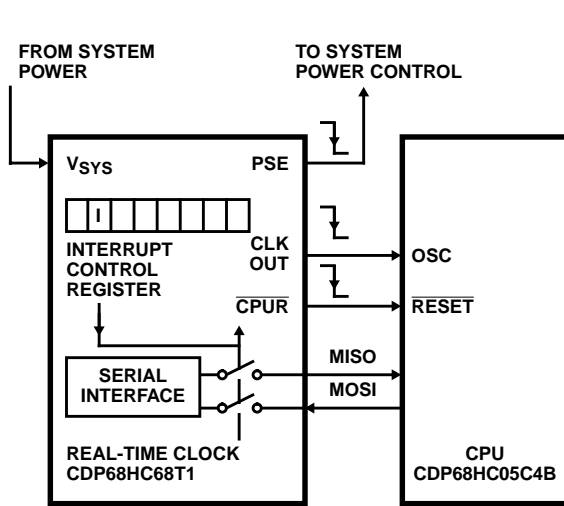 FROM SYSTEM
POWER
TO SYSTEM
POWER CONTROL
VSYS
PSE
I
INTERRUPT
CONTROL
REGISTER
CLK
OUT
OSC
CPUR
RESET
SERIAL
INTERFACE
MISO
MOSI
REAL-TIME CLOCK
CDP68HC68T1
CPU
CDP68HC05C4B